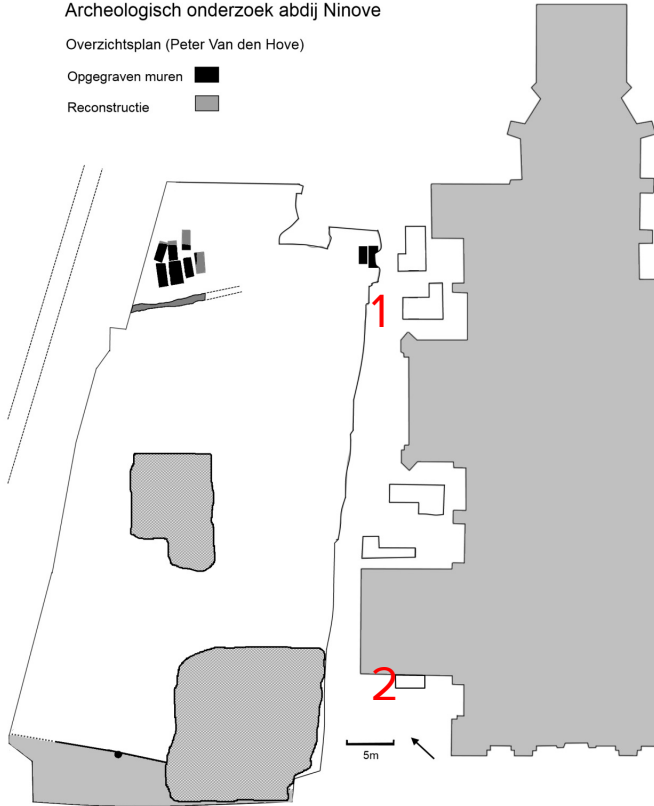 Archeologisch onderzoek abdij Ninove
Overzichtsplan (Peter Van den Hove)
Opgegraven muren
Reconstructie
1
2
5m